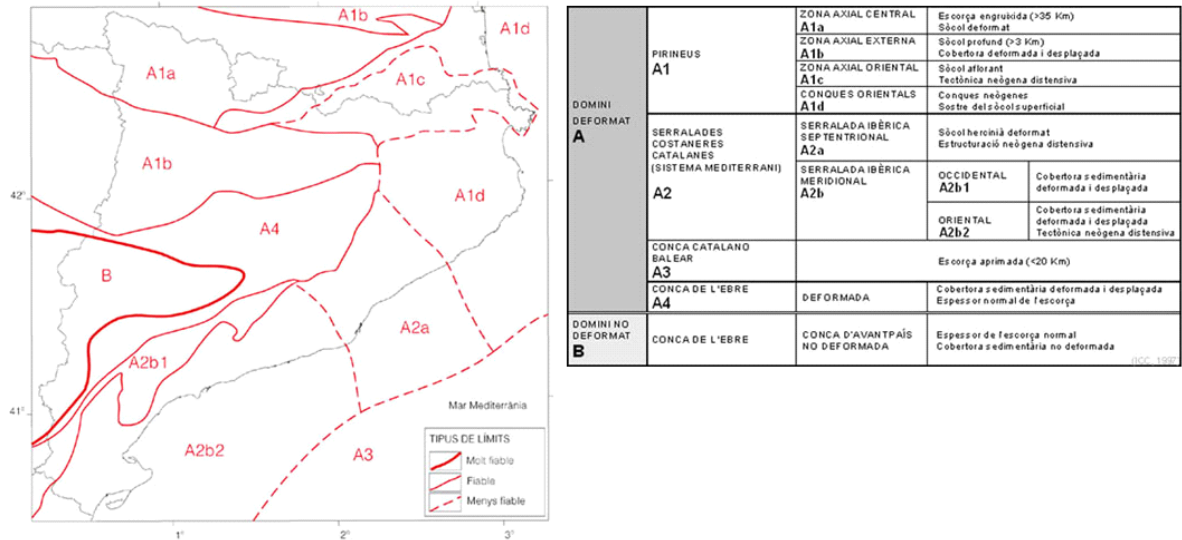 A1b
A1d
A1a
A1c
A1b
42°
A1d
A4
B
A2a
A2b1
41°
Mar Mediterrània
A2b2
A3
TIPUS DE LÍMITS
Molt fiable
Fiable
Menys fiable
1°
2°
3°
DOMINI
DEFORMAT
A
PIRINEUS
A1
ZONA AXIAL CENTRAL
A1a
Escorça engruixida (>35 Km)
Sòcol deformat
ZONA AXIAL EXTERNA
A1b
Sòcol profund (>3 Km)
Cobertora deformada i desplaçada
ZONA AXIAL ORIENTAL
A1c
Sòcol aflorant
Tectònica neògena distensiva
CONQUES ORIENTALS
A1d
Conques neògenes
Sostre del sòcol superficial
SERRALADES
COSTANERES
CATALANES
(SISTEMA MEDITERRANI)
A2
SERRALADA IBÈRICA
SEPTENTRIONAL
A2a
Sòcol hercinià deformat
Estructuració neògena distensiva
SERRALADA IBÈRICA
MERIDIONAL
A2b
OCCIDENTAL
A2b1
Cobertora sedimentària
deformada i desplaçada
ORIENTAL
A2b2
Cobertora sedimentària
deformada i desplaçada
Tectònica neògena distensiva
CONCA CATALANO
BALEAR
A3
Escorça aprimada (<20 Km)
CONCA DE L'EBRE
A4
DEFORMADA
Cobertora sedimentària deformada i desplaçada
Espessor normal de l'escorça
DOMINI NO
DEFORMAT
B
CONCA DE L'EBRE
CONCA D'AVANTPAÍS
NO DEFORMADA
Espessor de l'escorça normal
Cobertora sedimentària no deformada
(ICC, 1997)